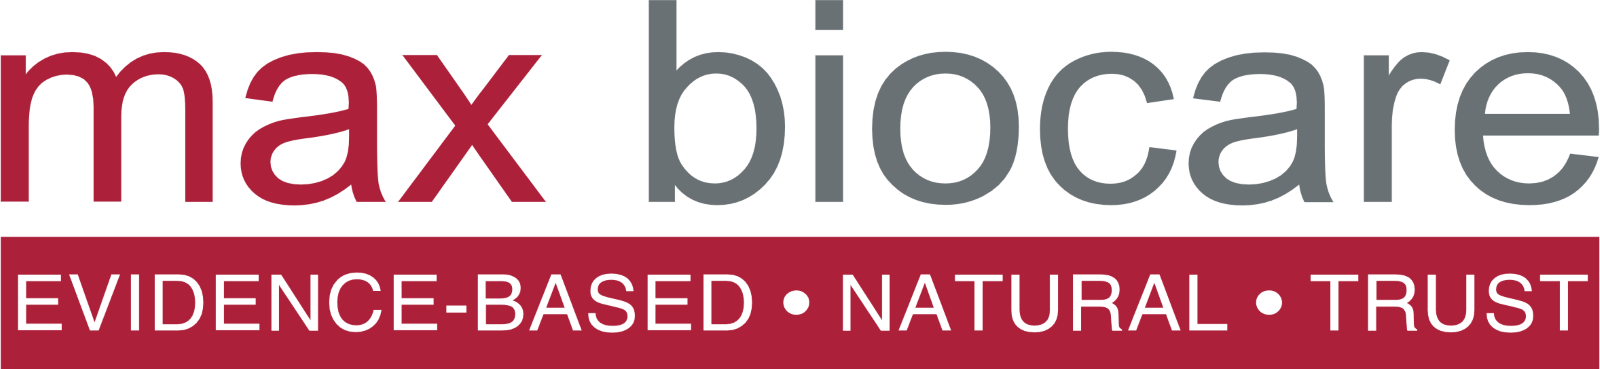 max biocare
EVIDENCE-BASED • NATURAL • TRUST